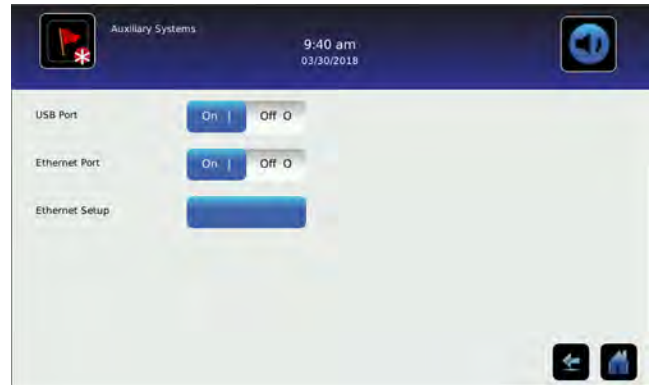 Auxiliary Systems
9:40 am
03/30/2018
USB Port On | Off O
Ethernet Port On | Off O
Ethernet Setup